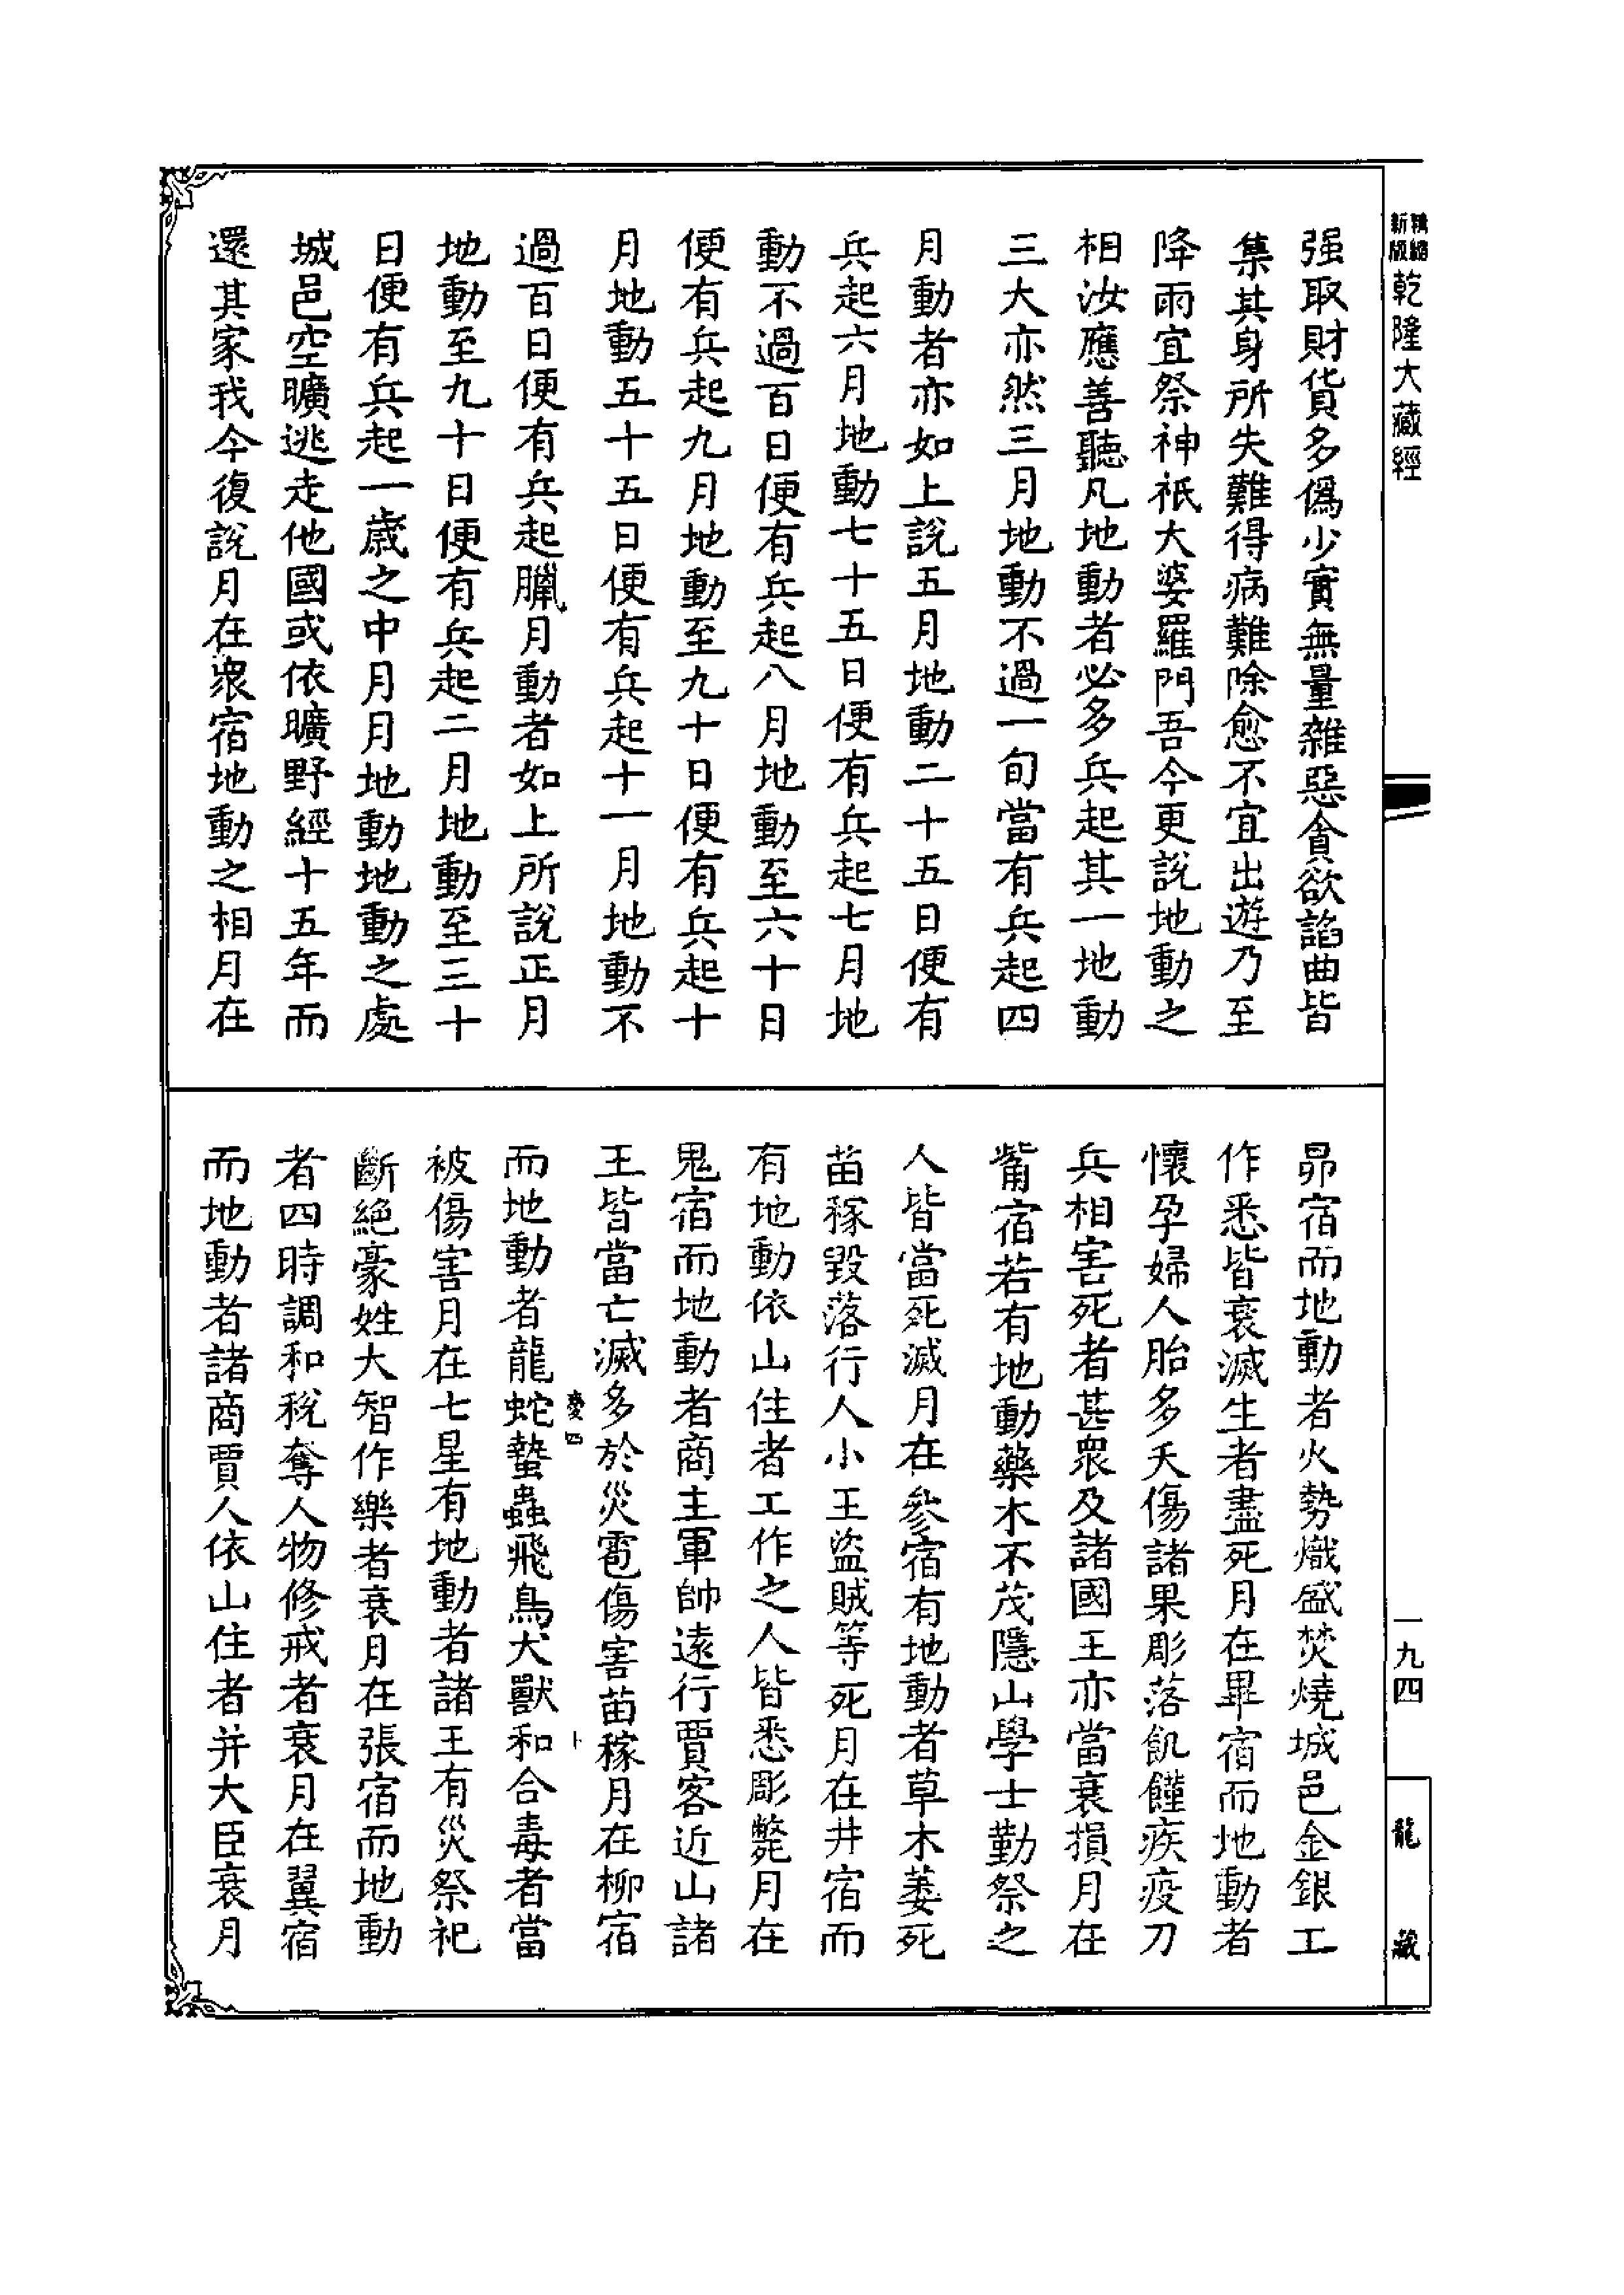 新版
精縮
乾隆大藏經
强取財貨多僞少實無量雜惡貪欲諂曲皆
集其身所失難得病難除愈不宜出遊乃至
降雨宜祭神祇大婆羅門吾今更說地動之
相汝應善聽凡地動者必多兵起其一地動
三大亦然三月地動不過一旬當有兵起四
月動者亦如上說五月地動二十五日便有
兵起六月地動七十五日便有兵起七月地
動不過百日便有兵起八月地動至六十日
便有兵起九月地動至九十日便有兵起十
月地動五十五日便有兵起十一月地動不
過百日便有兵起臘月動者如上所說正月
地動至九十日便有兵起二月地動至三十
日便有兵起一歲之中月月地動地動之處
城邑空曠逃走他國或依曠野經十五年而
還其家我今復說月在衆宿地動之相月在
昴宿而地動者火勢熾盛焚燒城邑金銀工
作悉皆衰滅生者盡死月在畢宿而地動者
懷孕婦人胎多夭傷諸果彫落飢饉疾疫刀
兵相害死者甚衆及諸國王亦當衰損月在
觜宿若有地動藥木不茂隱山學士勤祭之
人皆當死滅月在參宿有地動者草木萎死
苗稼毀落行人小王盜賊等死月在井宿而
有地動依山住者工作之人皆悉彫斃月在
鬼宿而地動者商主軍帥遠行賈客近山諸
王皆當亡滅多於災雹傷害苗稼月在柳宿
而地動者龍蛇蟄蟲飛鳥犬獸和合毒者當
被傷害月在七星有地動者諸王有災祭祀
斷絕豪姓大智作樂者衰月在張宿而地動
者四時調和稅奪人物修戒者衰月在翼宿
而地動者諸商賈人依山住者并大臣衰月
一九四
龍藏